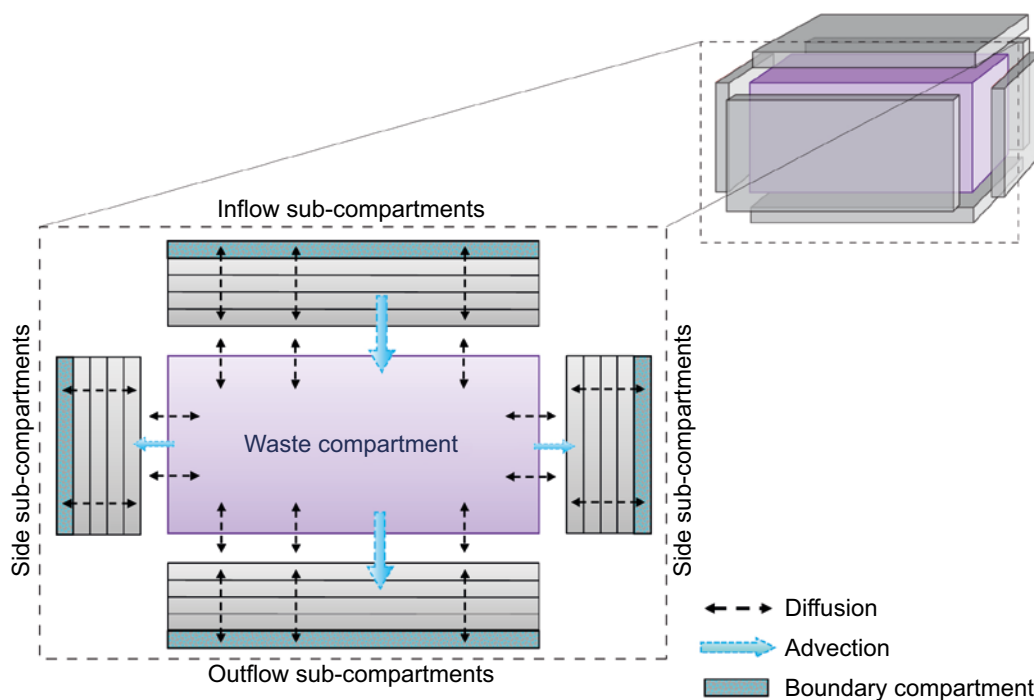 Inflow sub-compartments
Side sub-compartments
Waste compartment
Side sub-compartments
Outflow sub-compartments
Diffusion
Advection
Boundary compartment